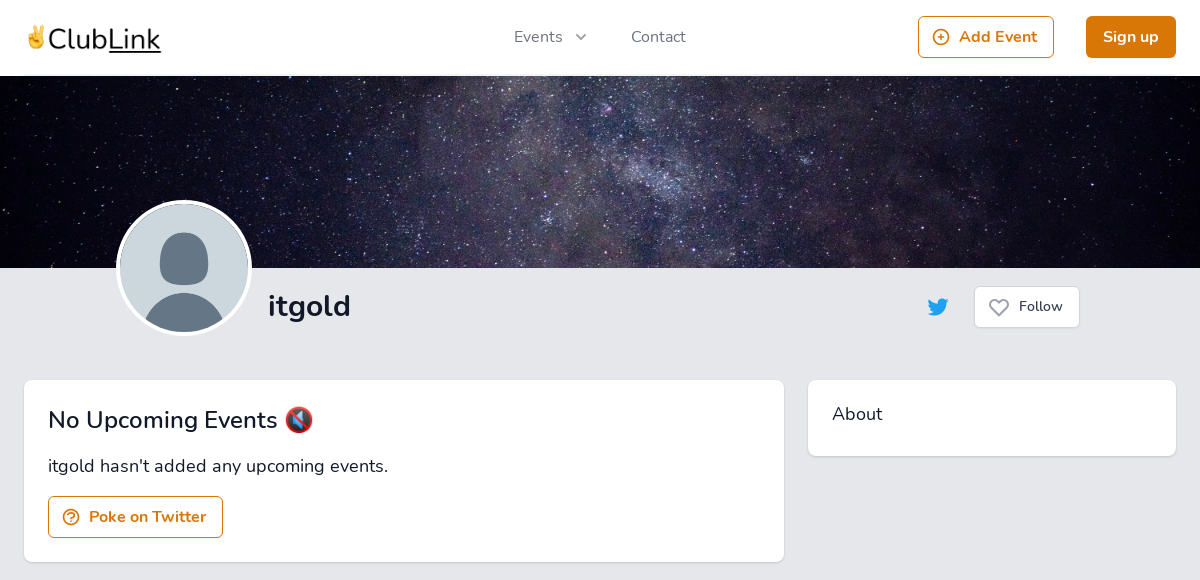 ClubLink
Events
Contact
Add Event
Sign up
itgold
Follow
No Upcoming Events 🔇
itgold hasn't added any upcoming events.
Poke on Twitter
About